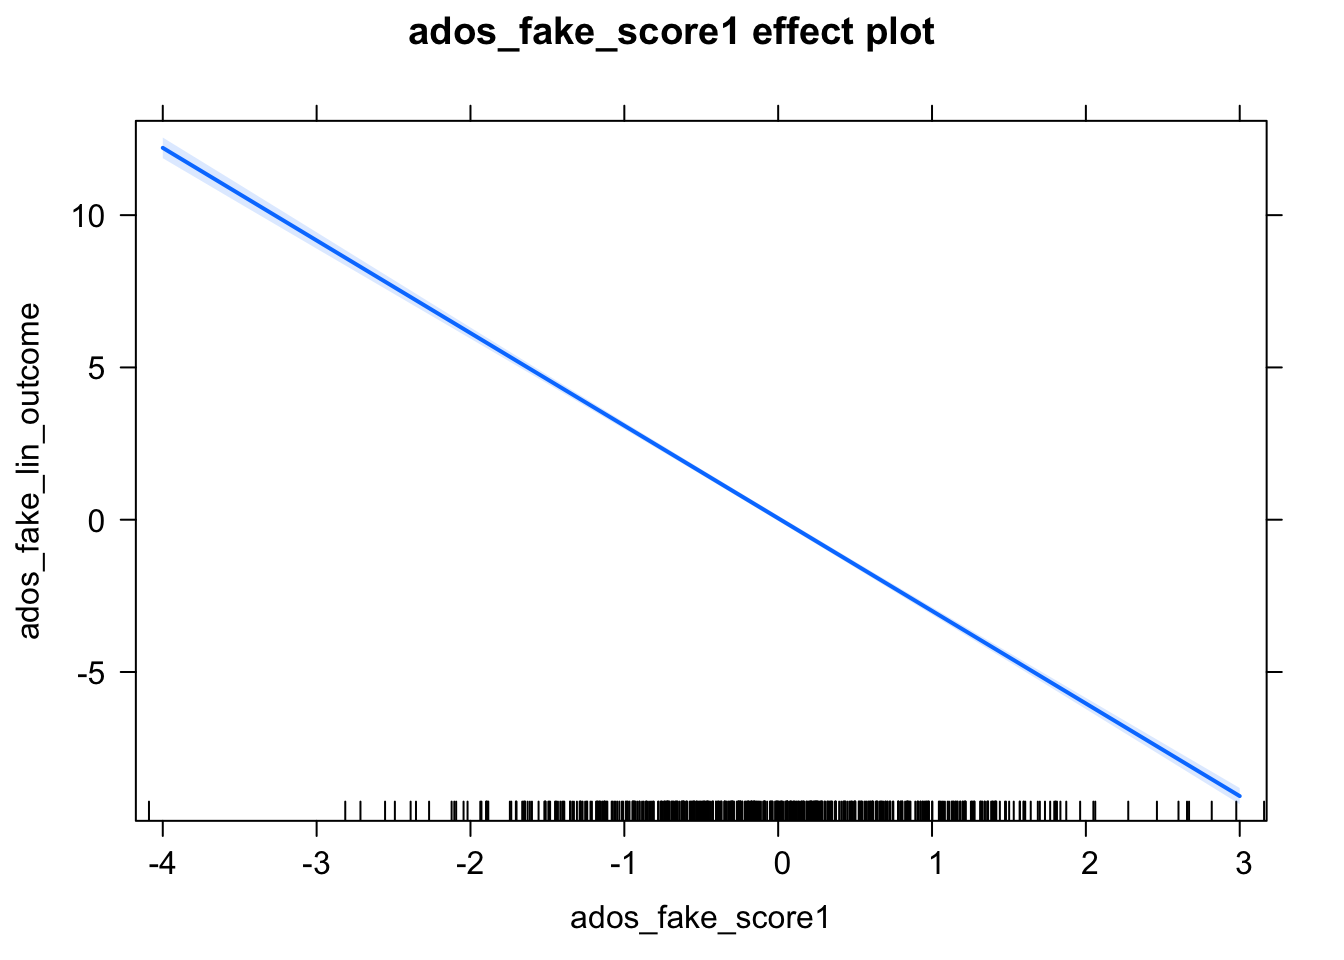 ados_fake_score1 effect plot
10
5
0
-5
ados_fake_lin_outcome
-4 -3 -2 -1 0 1 2 3
ados_fake_score1